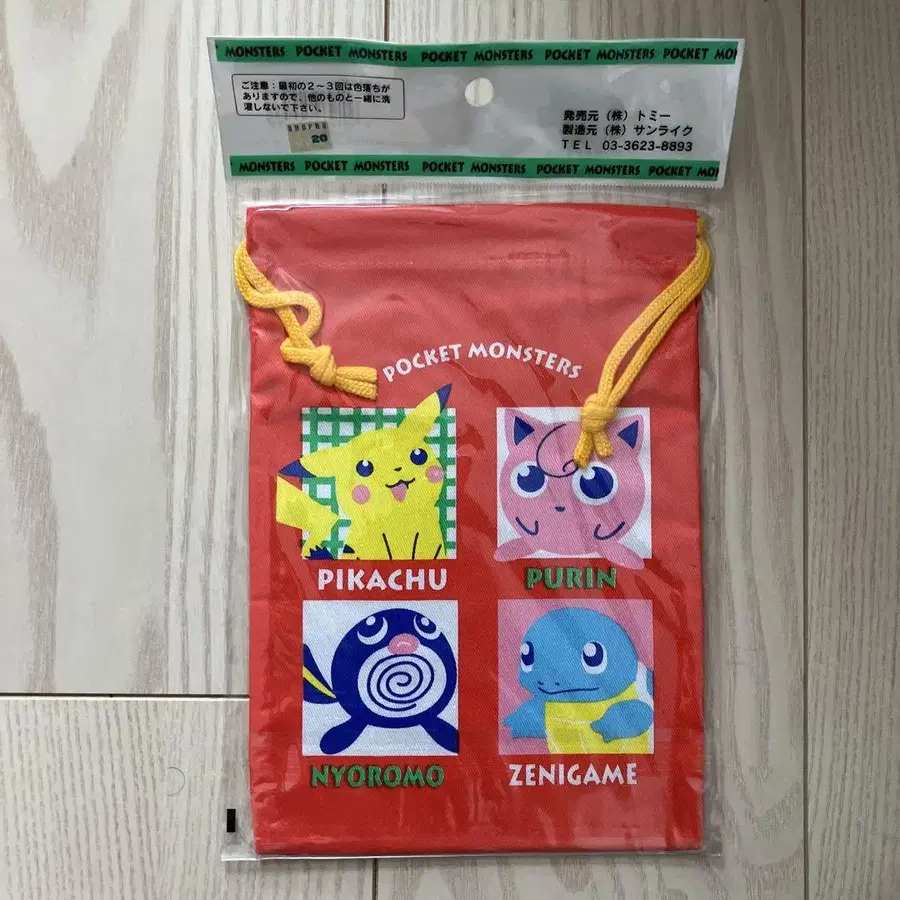 MONSTERS POCKET MONSTERS POCKET MONSTERS POCKET MONSTERS POCKET MON
ご注意：最初の2〜3回は色落ちが
ありますので、他のものと一緒に洗
濯しないで下さい。
SHOPRO
20
発売元 (株) トミー
製造元 (株) サンライク
TEL 03-3623-8893
MONSTERS POCKET MONSTERS POCKET MONSTERS POCKET MONSTERS POCKET MON
POCKET MONSTERS
PIKACHU
PURIN
NYOROMO
ZENIGAME